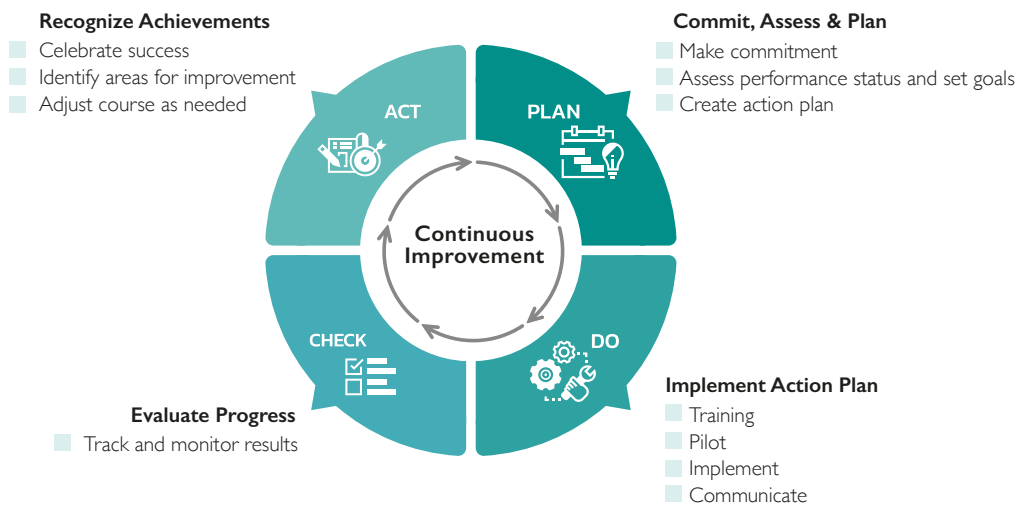 Recognize Achievements
Celebrate success
Identify areas for improvement
Adjust course as needed
Commit, Assess & Plan
Make commitment
Assess performance status and set goals
Create action plan
ACT
PLAN
Continuous
Improvement
CHECK
DO
Evaluate Progress
Track and monitor results
Implement Action Plan
Training
Pilot
Implement
Communicate